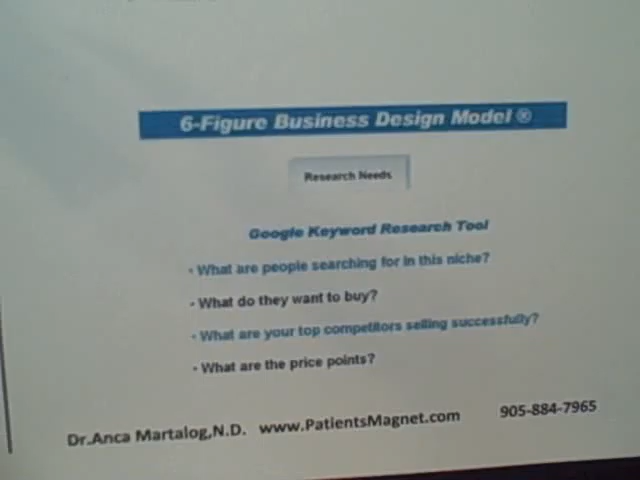 6-Figure Business Design Model ®
Research Needs
Google Keyword Research Tool
- What are people searching for in this niche?
- What do they want to buy?
- What are your top competitors selling successfully?
- What are the price points?
Dr.Anca Martalog,N.D. www.PatientsMagnet.com 905-884-7965